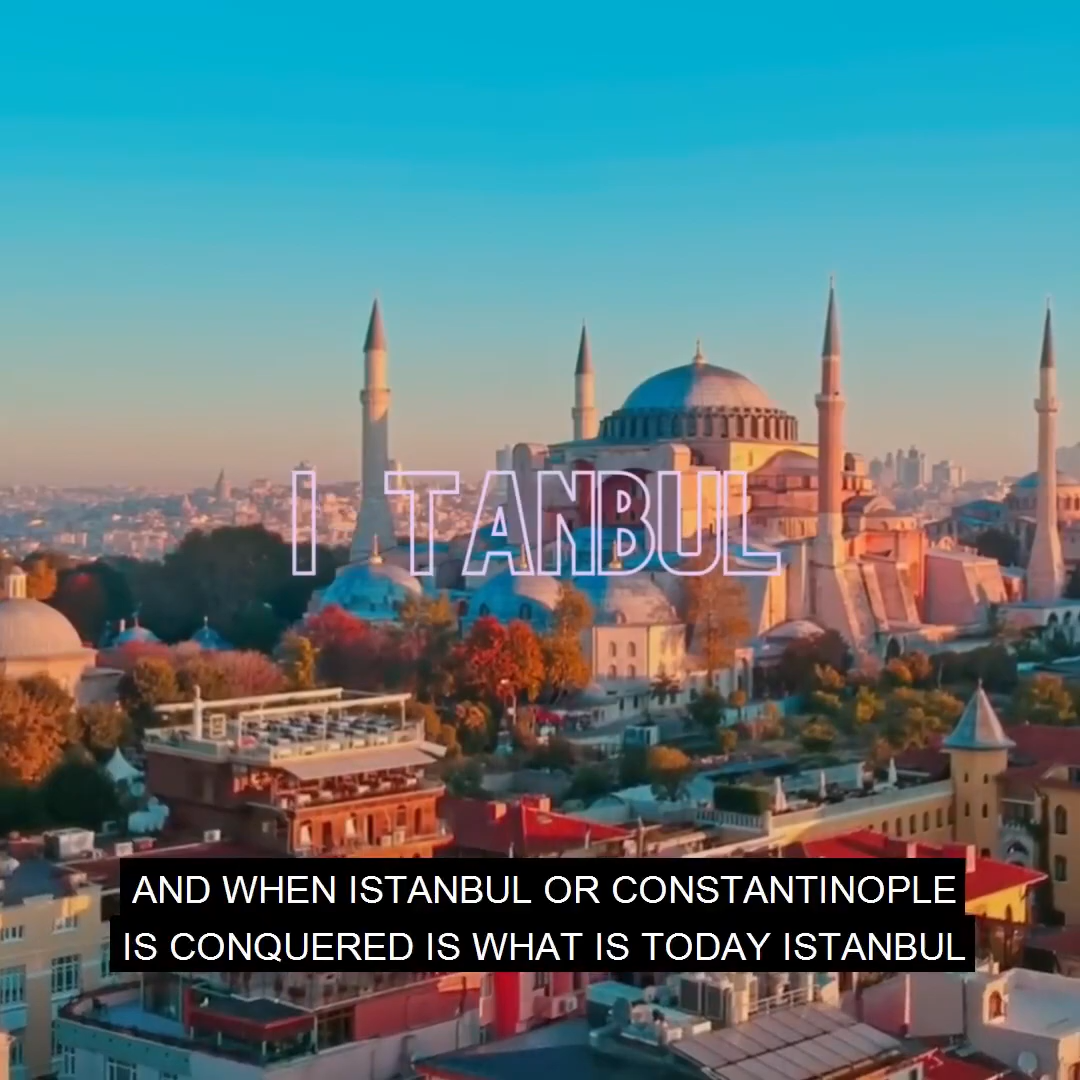 I TANBUL
AND WHEN ISTANBUL OR CONSTANTINOPLE
IS CONQUERED IS WHAT IS TODAY ISTANBUL